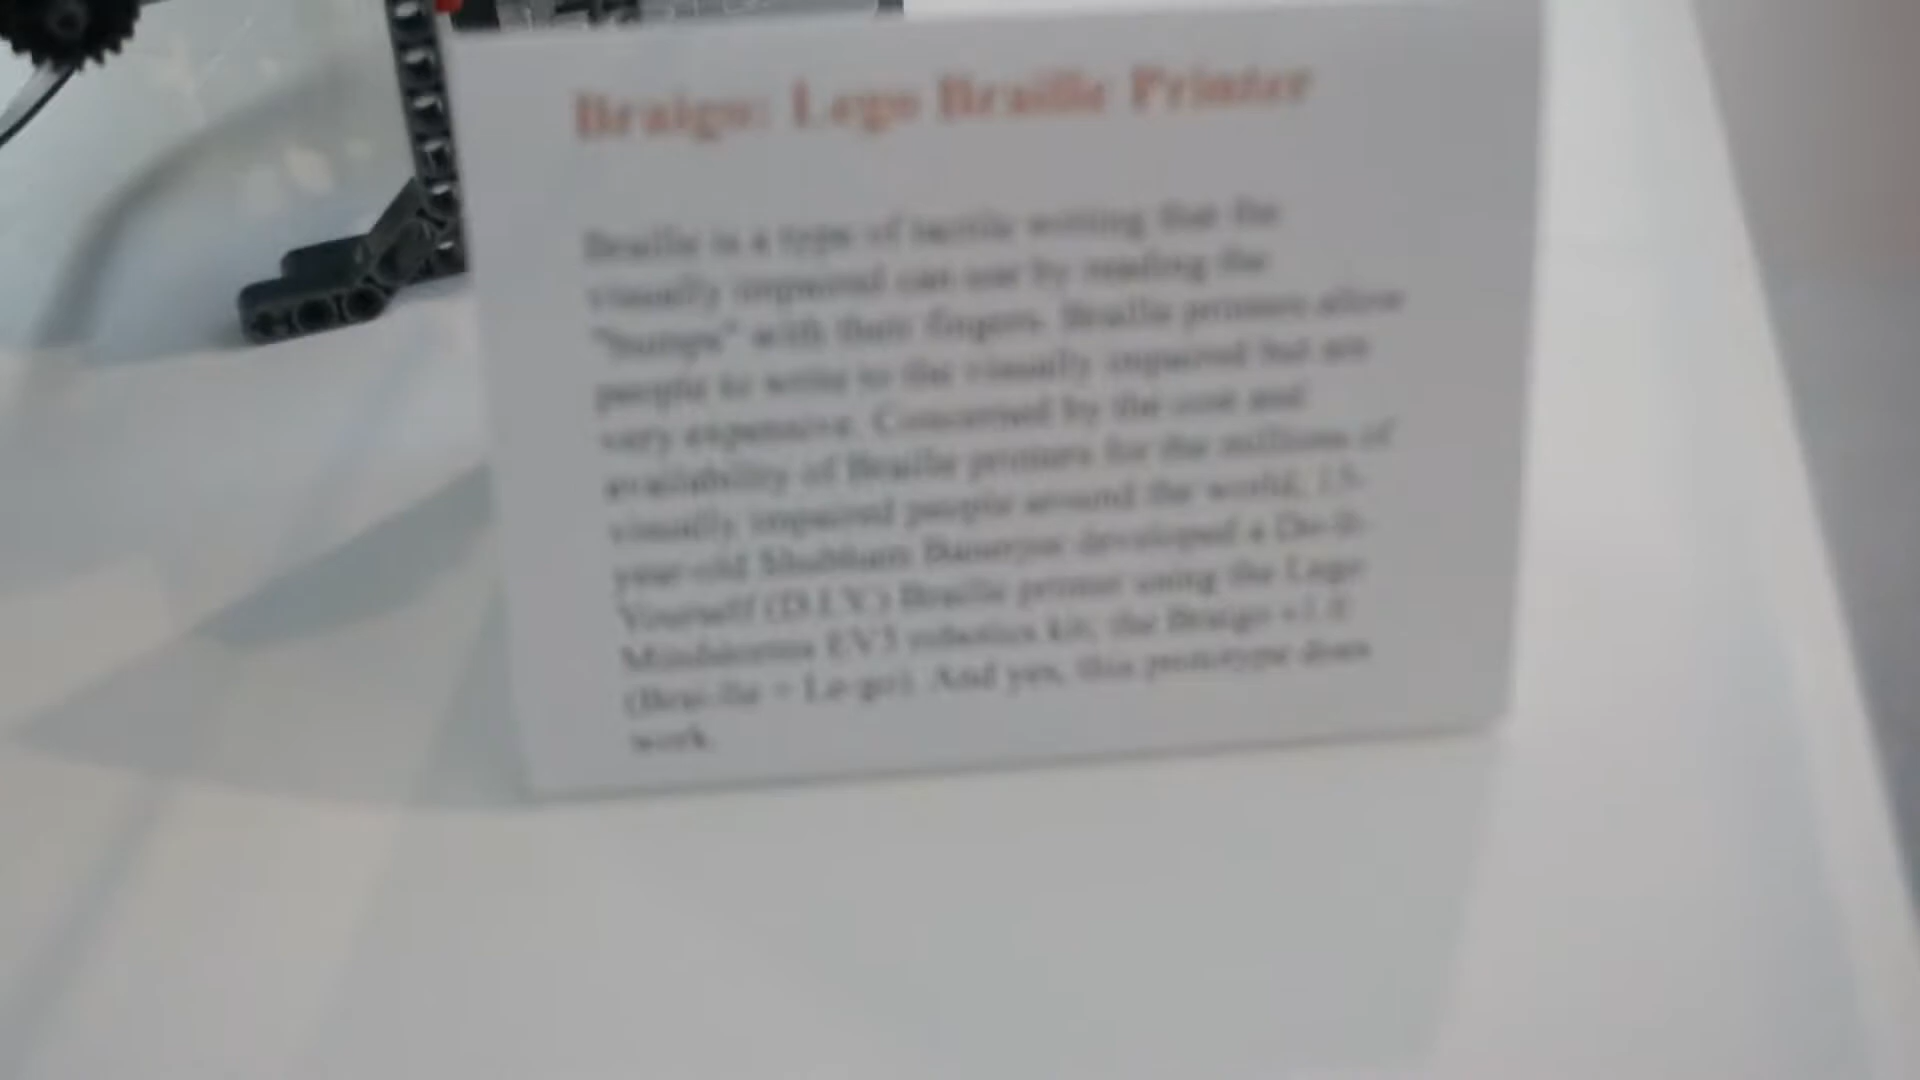 Braigo: Lego Braille Printer
Braille is a type of tactile writing that the
visually impaired can use by reading the
"bumps" with their fingers. Braille printers allow
people to write to the visually impaired but are
very expensive. Concerned by the cost and
availability of Braille printers for the millions of
visually impaired people around the world, 13-
year-old Shubham Banerjee developed a Do-It-
Yourself (D.I.Y.) Braille printer using the Lego
Mindstorms EV3 robotics kit, the Braigo v1.0
(Brai-lle + Le-go). And yes, this prototype does
work.